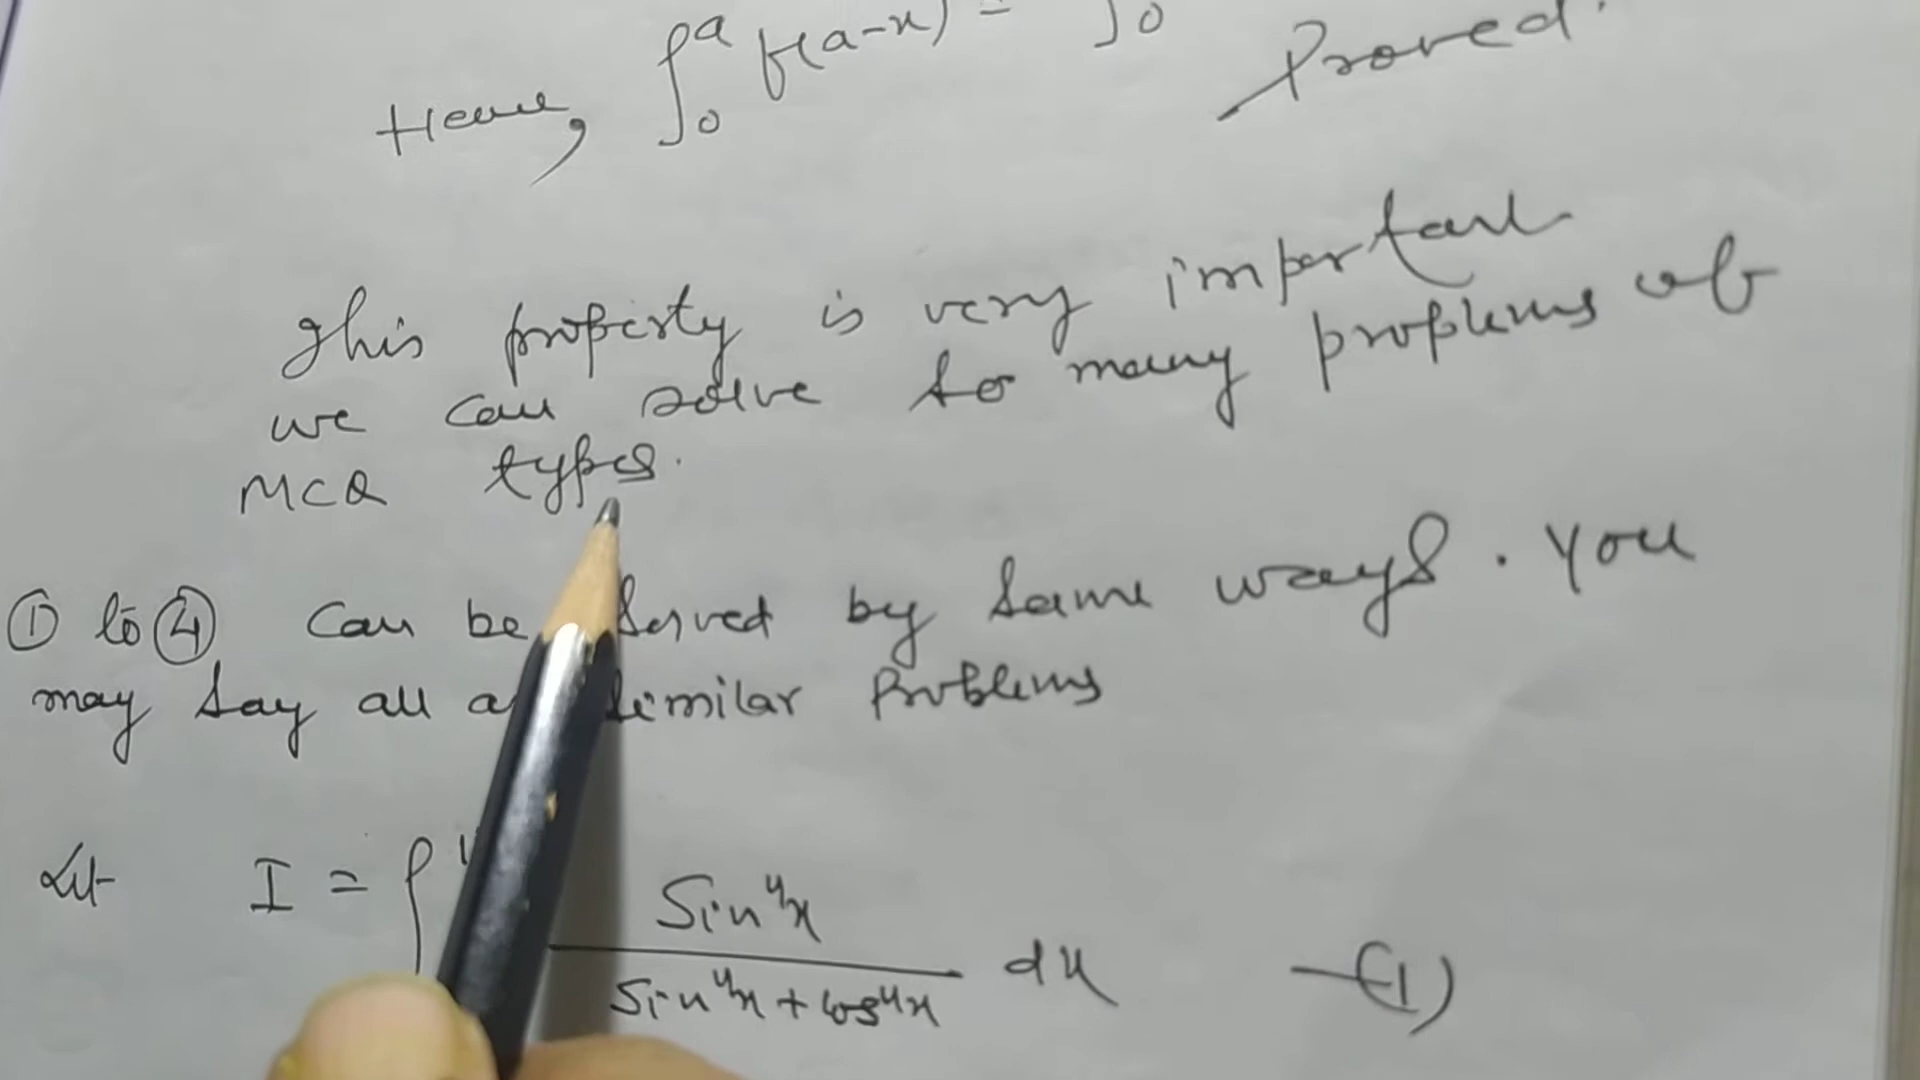 Hence, ∫₀ᵃ f(a-x) = ∫₀ Proved.
This property is very important
we can solve so many problems of
MCQ types.
① to ④ Can be solved by same ways. You
may say all similar Problems
Let I = ∫ Sin⁴x / Sin⁴x + Cos⁴x dx —(1)